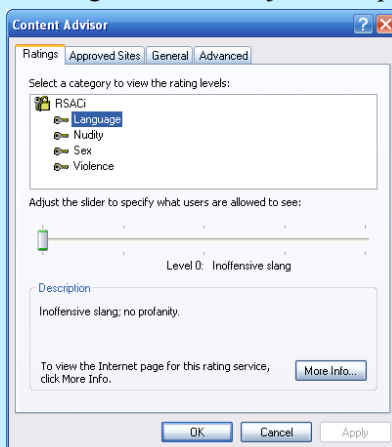 Content Advisor
Ratings Approved Sites General Advanced
Select a category to view the rating levels:
RSACi
Language
Nudity
Sex
Violence
Adjust the slider to specify what users are allowed to see:
Level 0: Inoffensive slang
Description
Inoffensive slang; no profanity.
To view the Internet page for this rating service,
click More Info.
More Info...
OK Cancel Apply